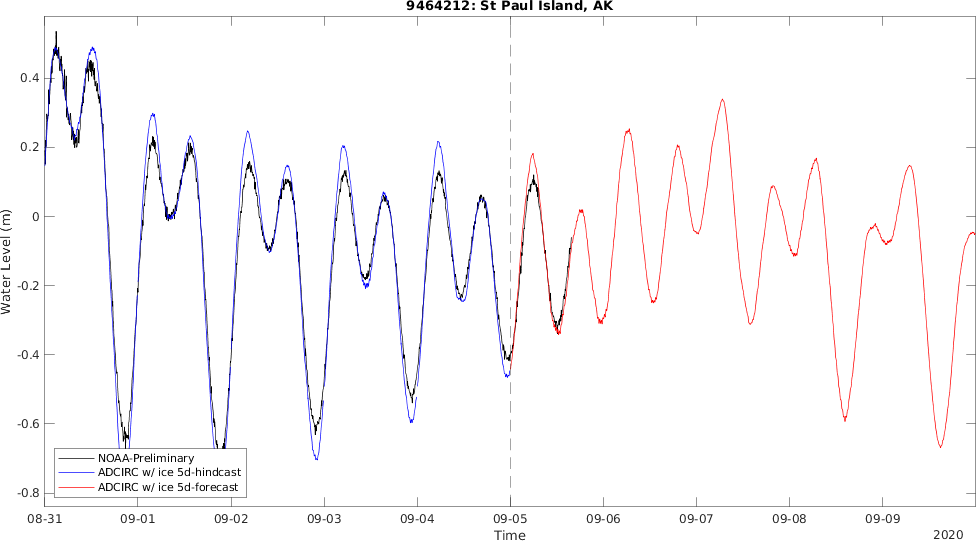 9464212: St Paul Island, AK
Water Level (m)
0.4
0.2
0
-0.2
-0.4
-0.6
-0.8
NOAA-Preliminary
ADCIRC w/ ice 5d-hindcast
ADCIRC w/ ice 5d-forecast
08-31 09-01 09-02 09-03 09-04 09-05 09-06 09-07 09-08 09-09
Time
2020